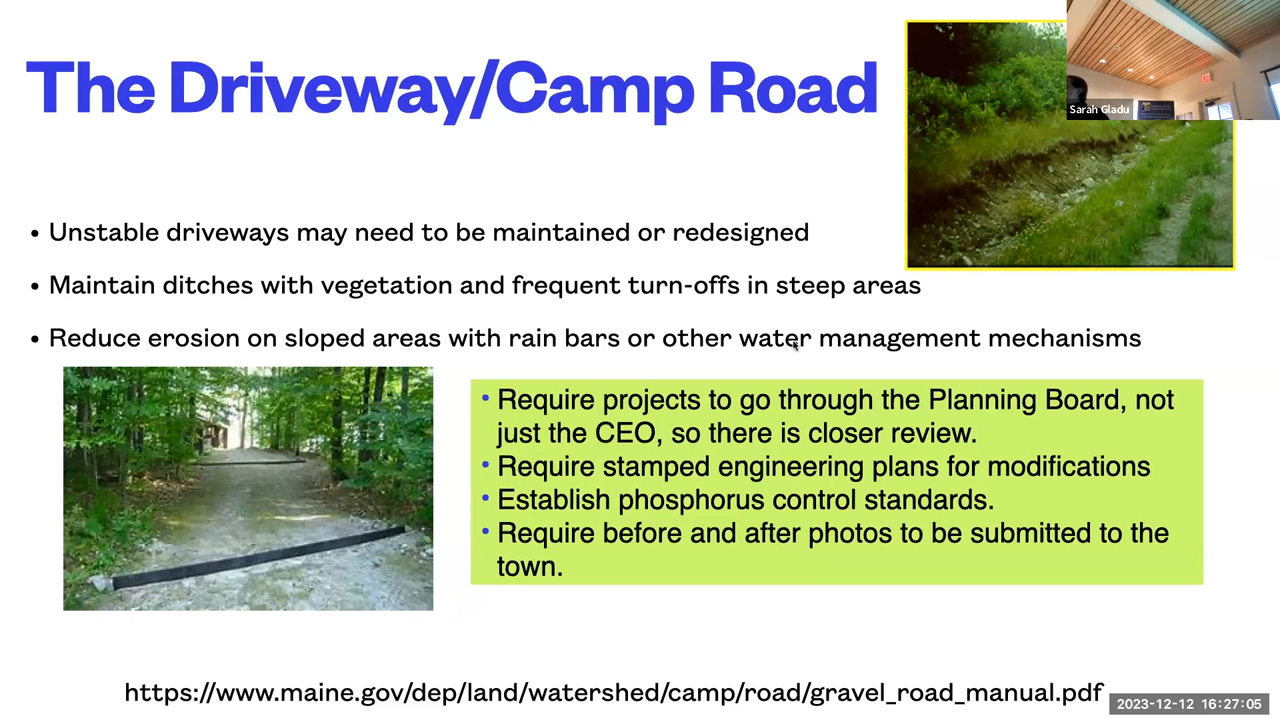 The Driveway/Camp Road
Sarah Gladu
• Unstable driveways may need to be maintained or redesigned
• Maintain ditches with vegetation and frequent turn-offs in steep areas
• Reduce erosion on sloped areas with rain bars or other water management mechanisms
• Require projects to go through the Planning Board, not
just the CEO, so there is closer review.
• Require stamped engineering plans for modifications
• Establish phosphorus control standards.
• Require before and after photos to be submitted to the
town.
https://www.maine.gov/dep/land/watershed/camp/road/gravel_road_manual.pdf
2023-12-12 16:27:05